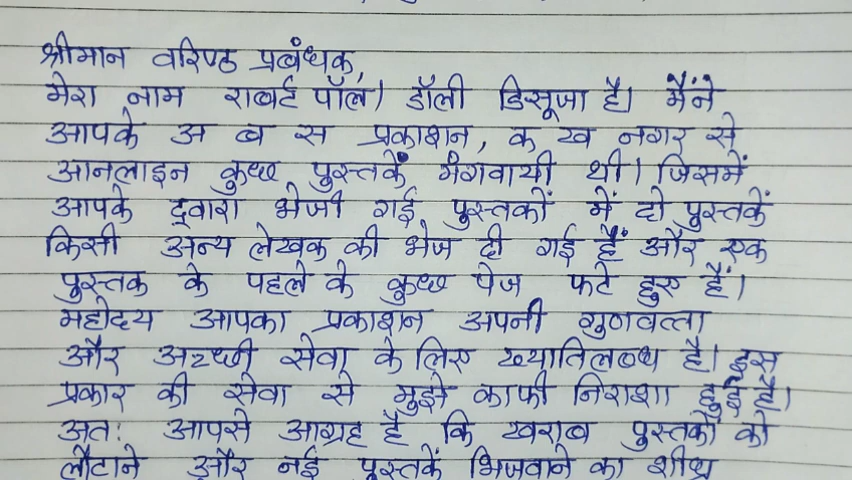 श्रीमान वरिष्ठ प्रबंधक,
मेरा नाम राबर्ट पॉल/ डॉली डिसूजा है। मैंने
आपके अ ब स प्रकाशन, क ख नगर से
आनलाइन कुछ पुस्तकें मंगवायी थी। जिसमें
आपके द्वारा भेजी गई पुस्तकों में दो पुस्तकें
किसी अन्य लेखक की भेज दी गई हैं और एक
पुस्तक के पहले के कुछ पेज फटे हुए हैं।
महोदय आपका प्रकाशन अपनी गुणवत्ता
और अच्छी सेवा के लिए ख्यातिलब्ध है। इस
प्रकार की सेवा से मुझे काफी निराशा हुई है।
अतः आपसे आग्रह है कि खराब पुस्तकों को
लौटाने और नई पुस्तकें भिजवाने का शीघ्र